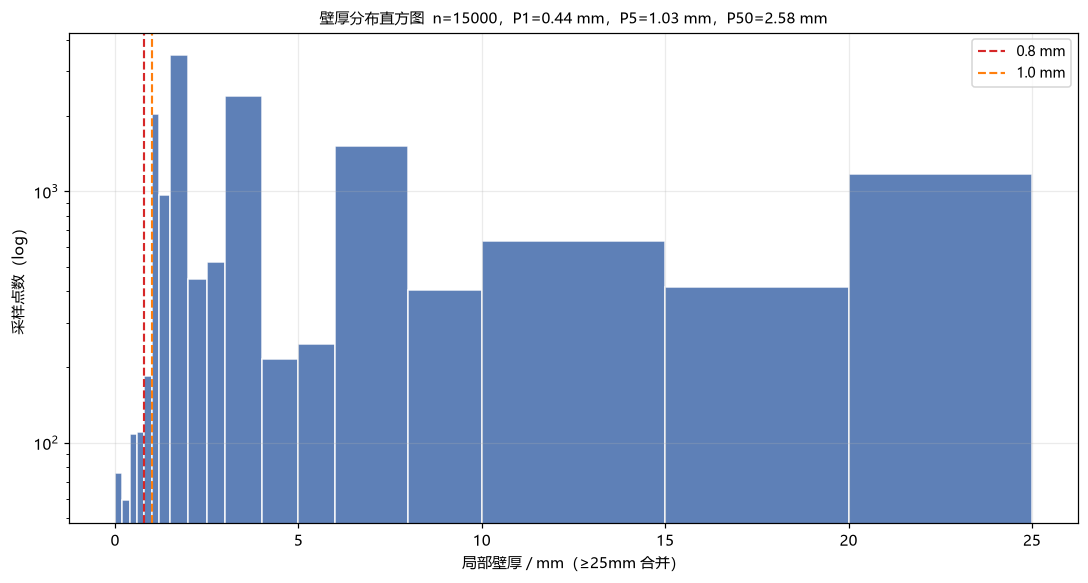 壁厚分布直方图 n=15000，P1=0.44 mm，P5=1.03 mm，P50=2.58 mm
0.8 mm
1.0 mm
采样点数（log）
10³
10²
0 5 10 15 20 25
局部壁厚 / mm（≥25mm 合并）